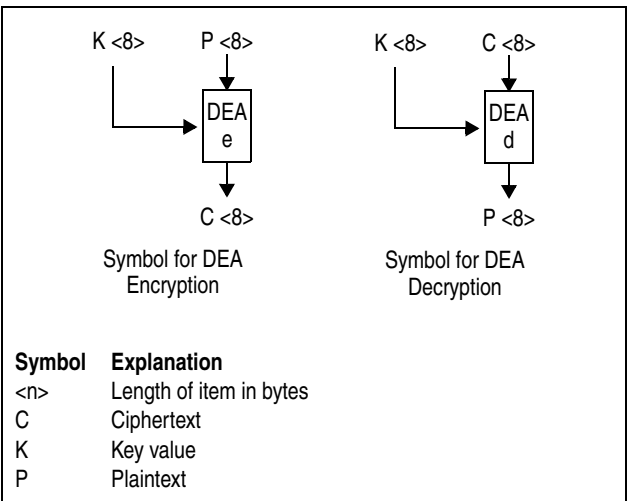 K <8> P <8> K <8> C <8>
DEA DEA
e d
C <8> P <8>
Symbol for DEA Symbol for DEA
Encryption Decryption
Symbol Explanation
<n> Length of item in bytes
C Ciphertext
K Key value
P Plaintext